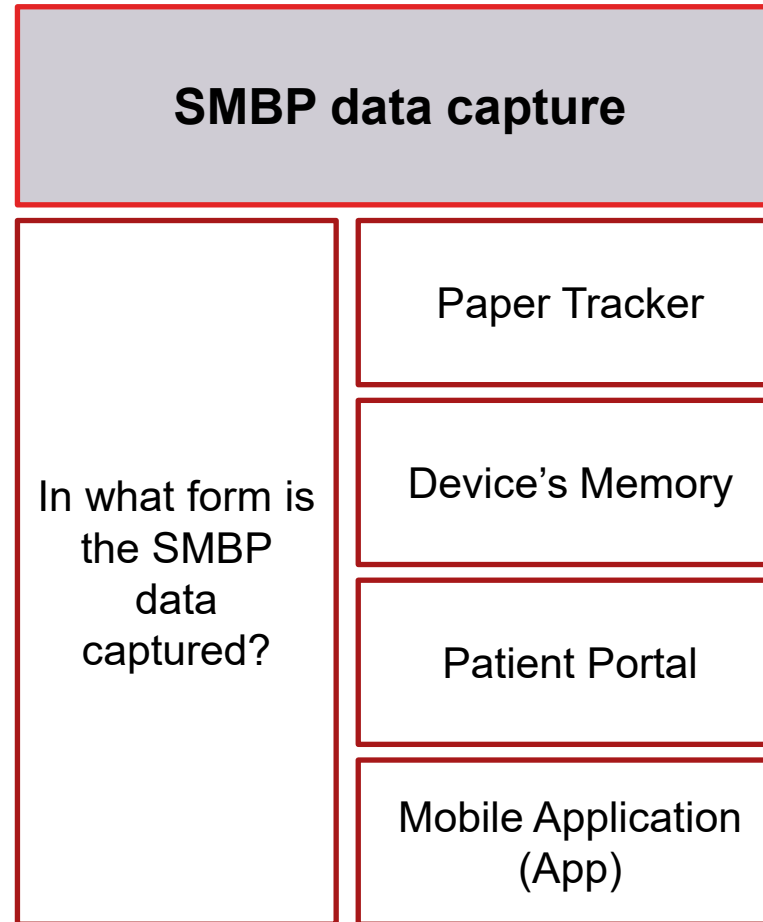 SMBP data capture
In what form is
the SMBP
data
captured?
Paper Tracker
Device’s Memory
Patient Portal
Mobile Application
(App)